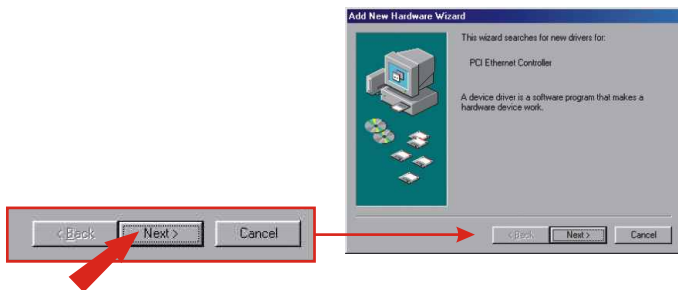 Add New Hardware Wizard
This wizard searches for new drivers for:
PCI Ethernet Controller
A device driver is a software program that makes a
hardware device work.
< Back Next > Cancel
< Back Next > Cancel